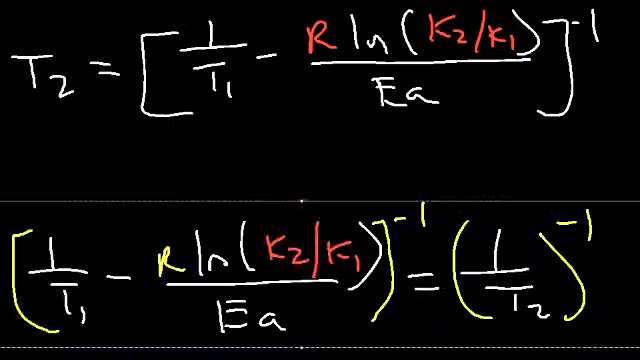 T₂ = [ 1/T₁ - R ln( K₂/K₁ )/Ea ]⁻¹
[ 1/T₁ - R ln( K₂/K₁ )/Ea ]⁻¹ = ( 1/T₂ )⁻¹